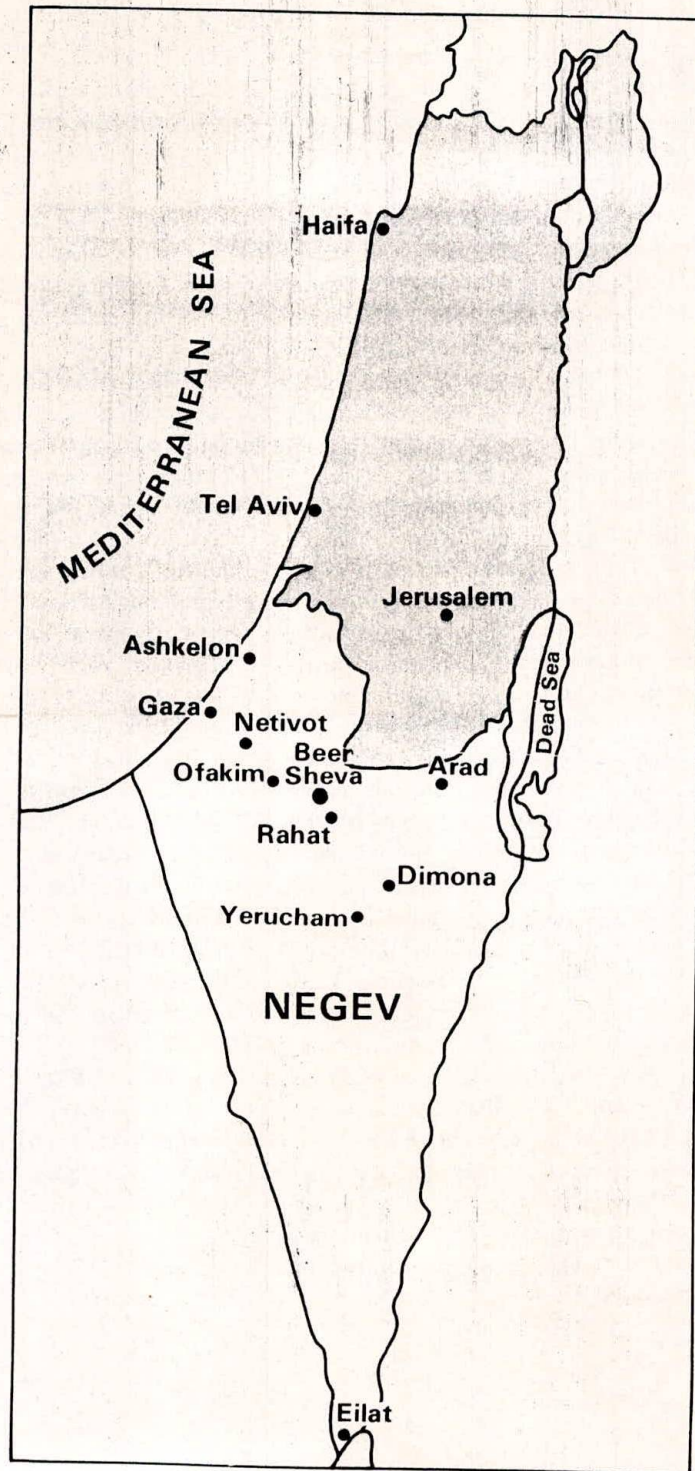 Haifa
MEDITERRANEAN SEA
Tel Aviv
Jerusalem
Ashkelon
Dead Sea
Gaza
Netivot
Beer
Sheva
Ofakim
Arad
Rahat
Dimona
Yerucham
NEGEV
Eilat